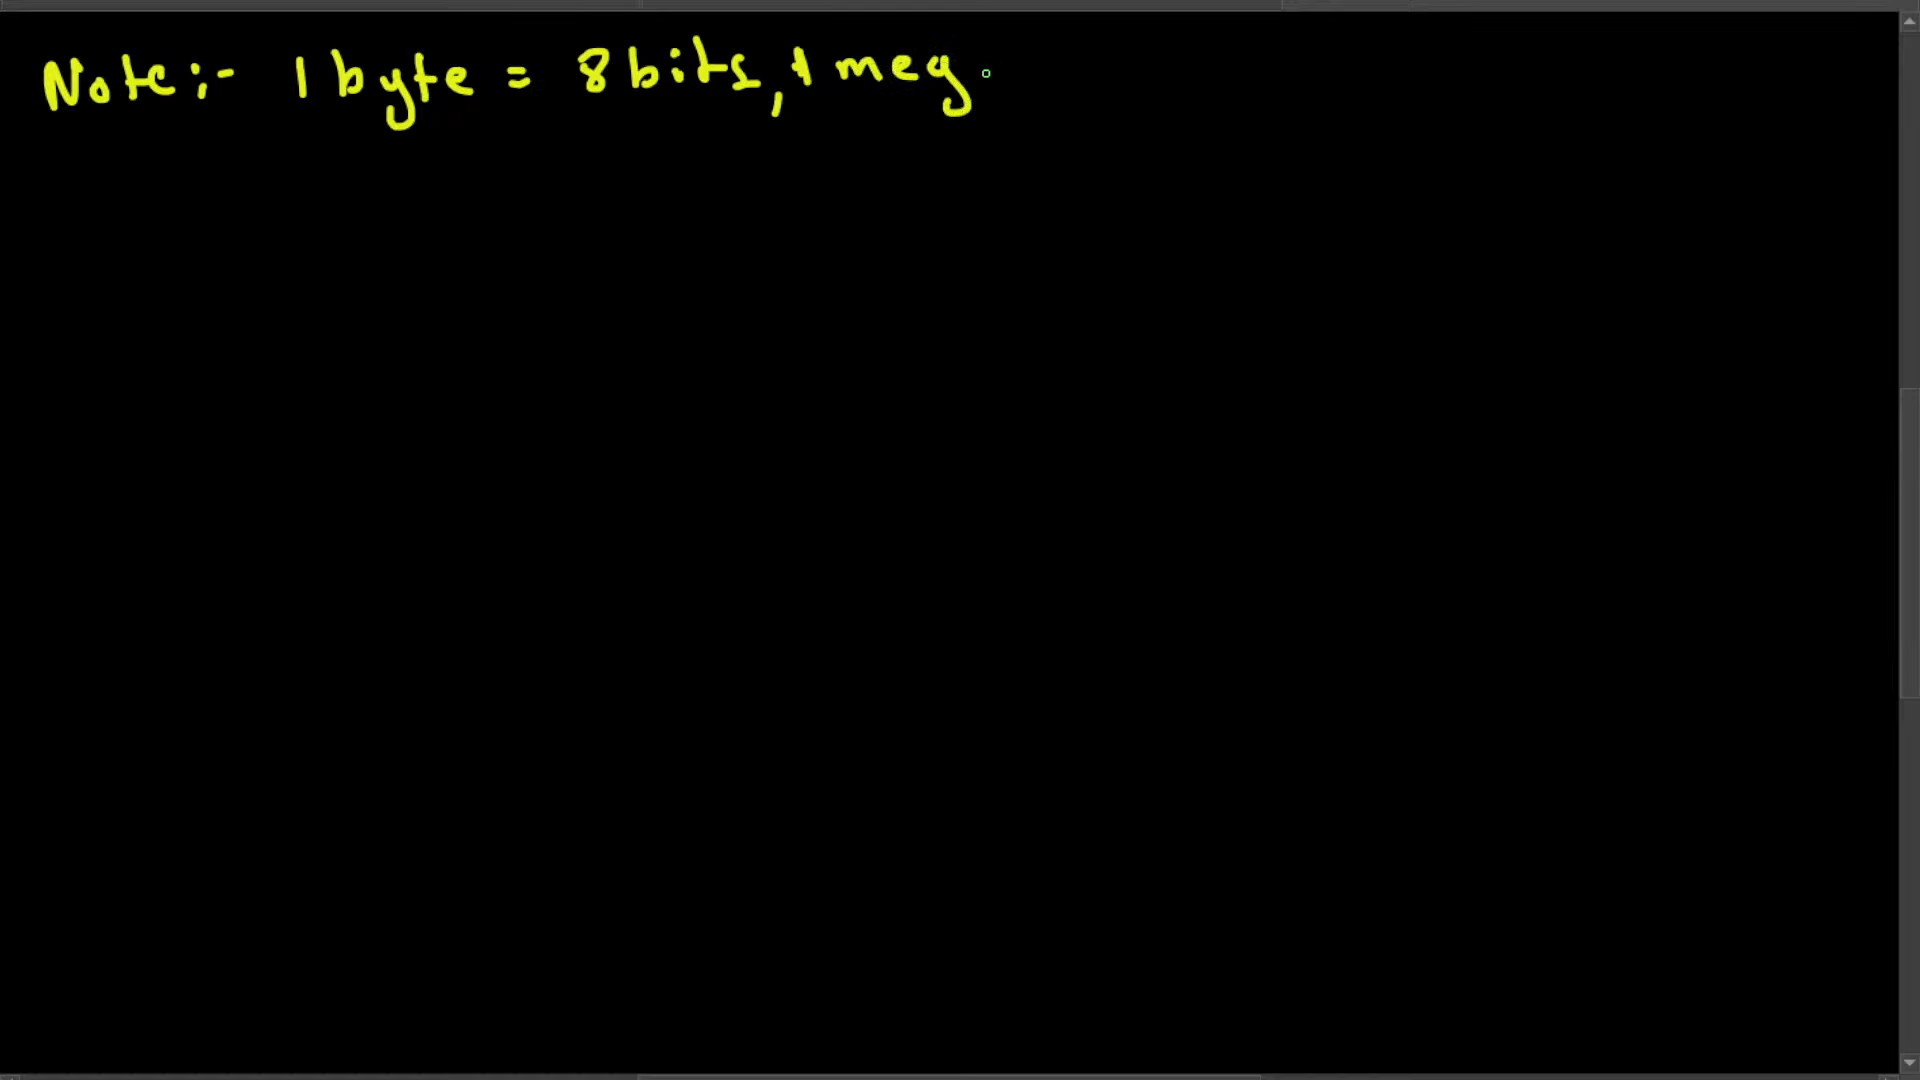 Note:- 1 byte = 8 bits, 1 meg